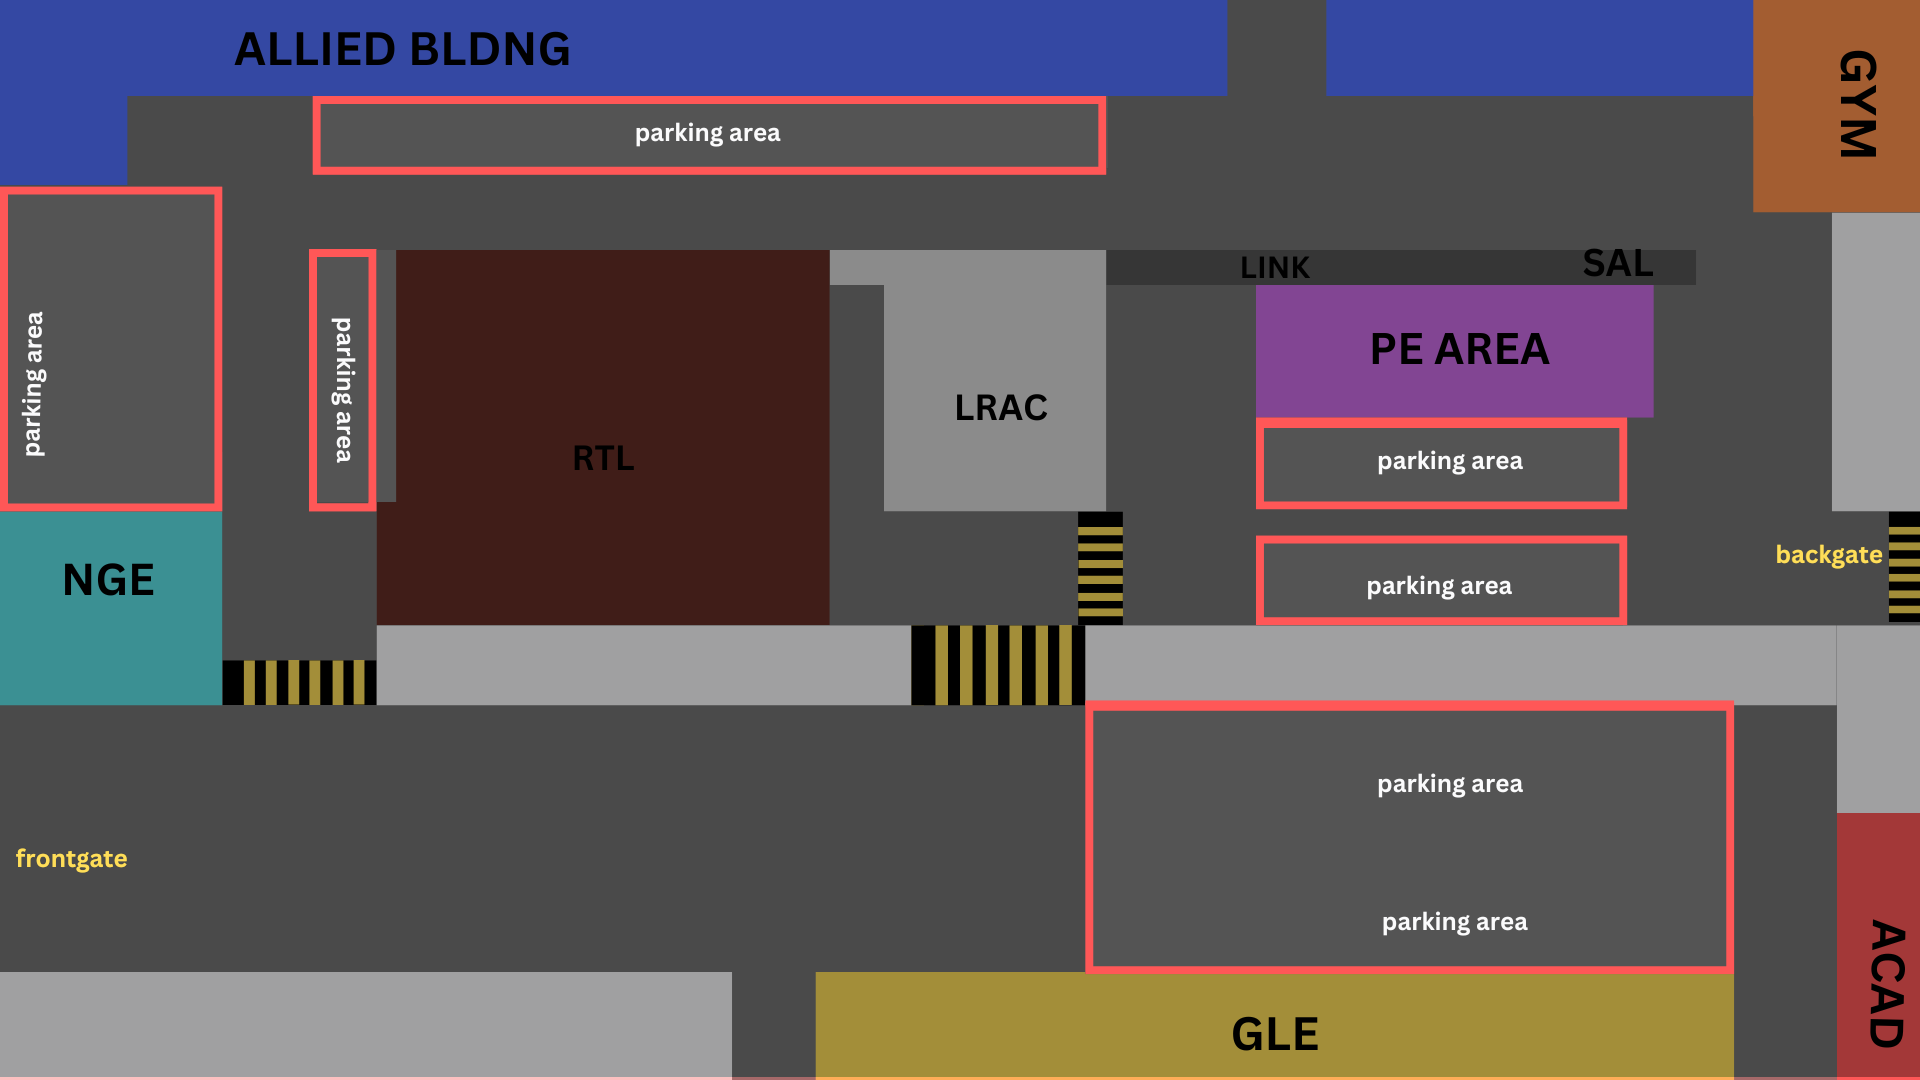 ALLIED BLDNG
GYM
parking area
LINK
SAL
parking area
parking area
PE AREA
LRAC
RTL
parking area
NGE
parking area
backgate
parking area
frontgate
parking area
ACAD
GLE